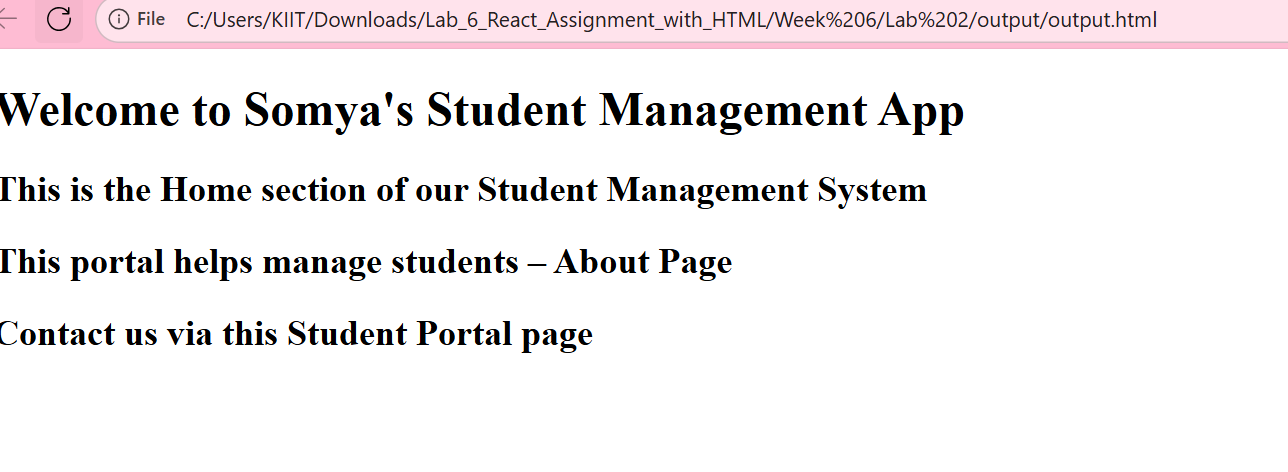 File C:/Users/KIIT/Downloads/Lab_6_React_Assignment_with_HTML/Week%206/Lab%202/output/output.html
Welcome to Somya's Student Management App
This is the Home section of our Student Management System
This portal helps manage students – About Page
Contact us via this Student Portal page